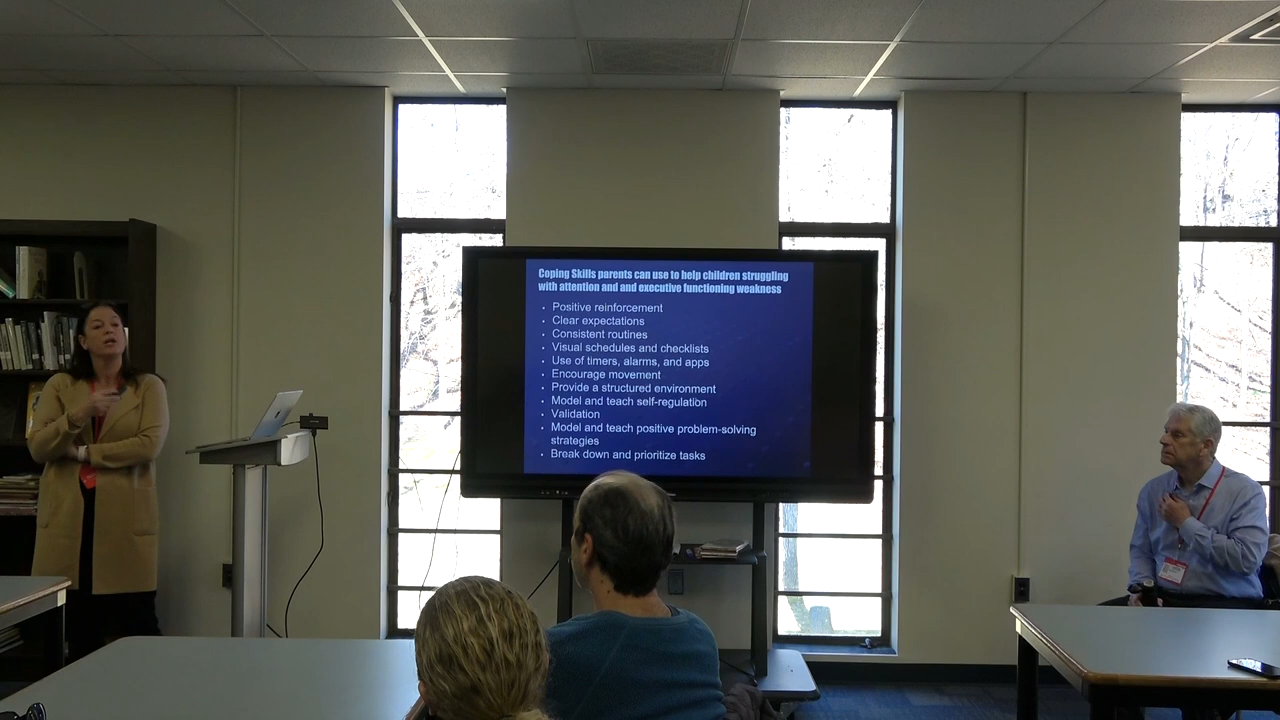 Coping Skills parents can use to help children struggling
with attention and and executive functioning weakness
• Positive reinforcement
• Clear expectations
• Consistent routines
• Visual schedules and checklists
• Use of timers, alarms, and apps
• Encourage movement
• Provide a structured environment
• Model and teach self-regulation
• Validation
• Model and teach positive problem-solving
strategies
• Break down and prioritize tasks